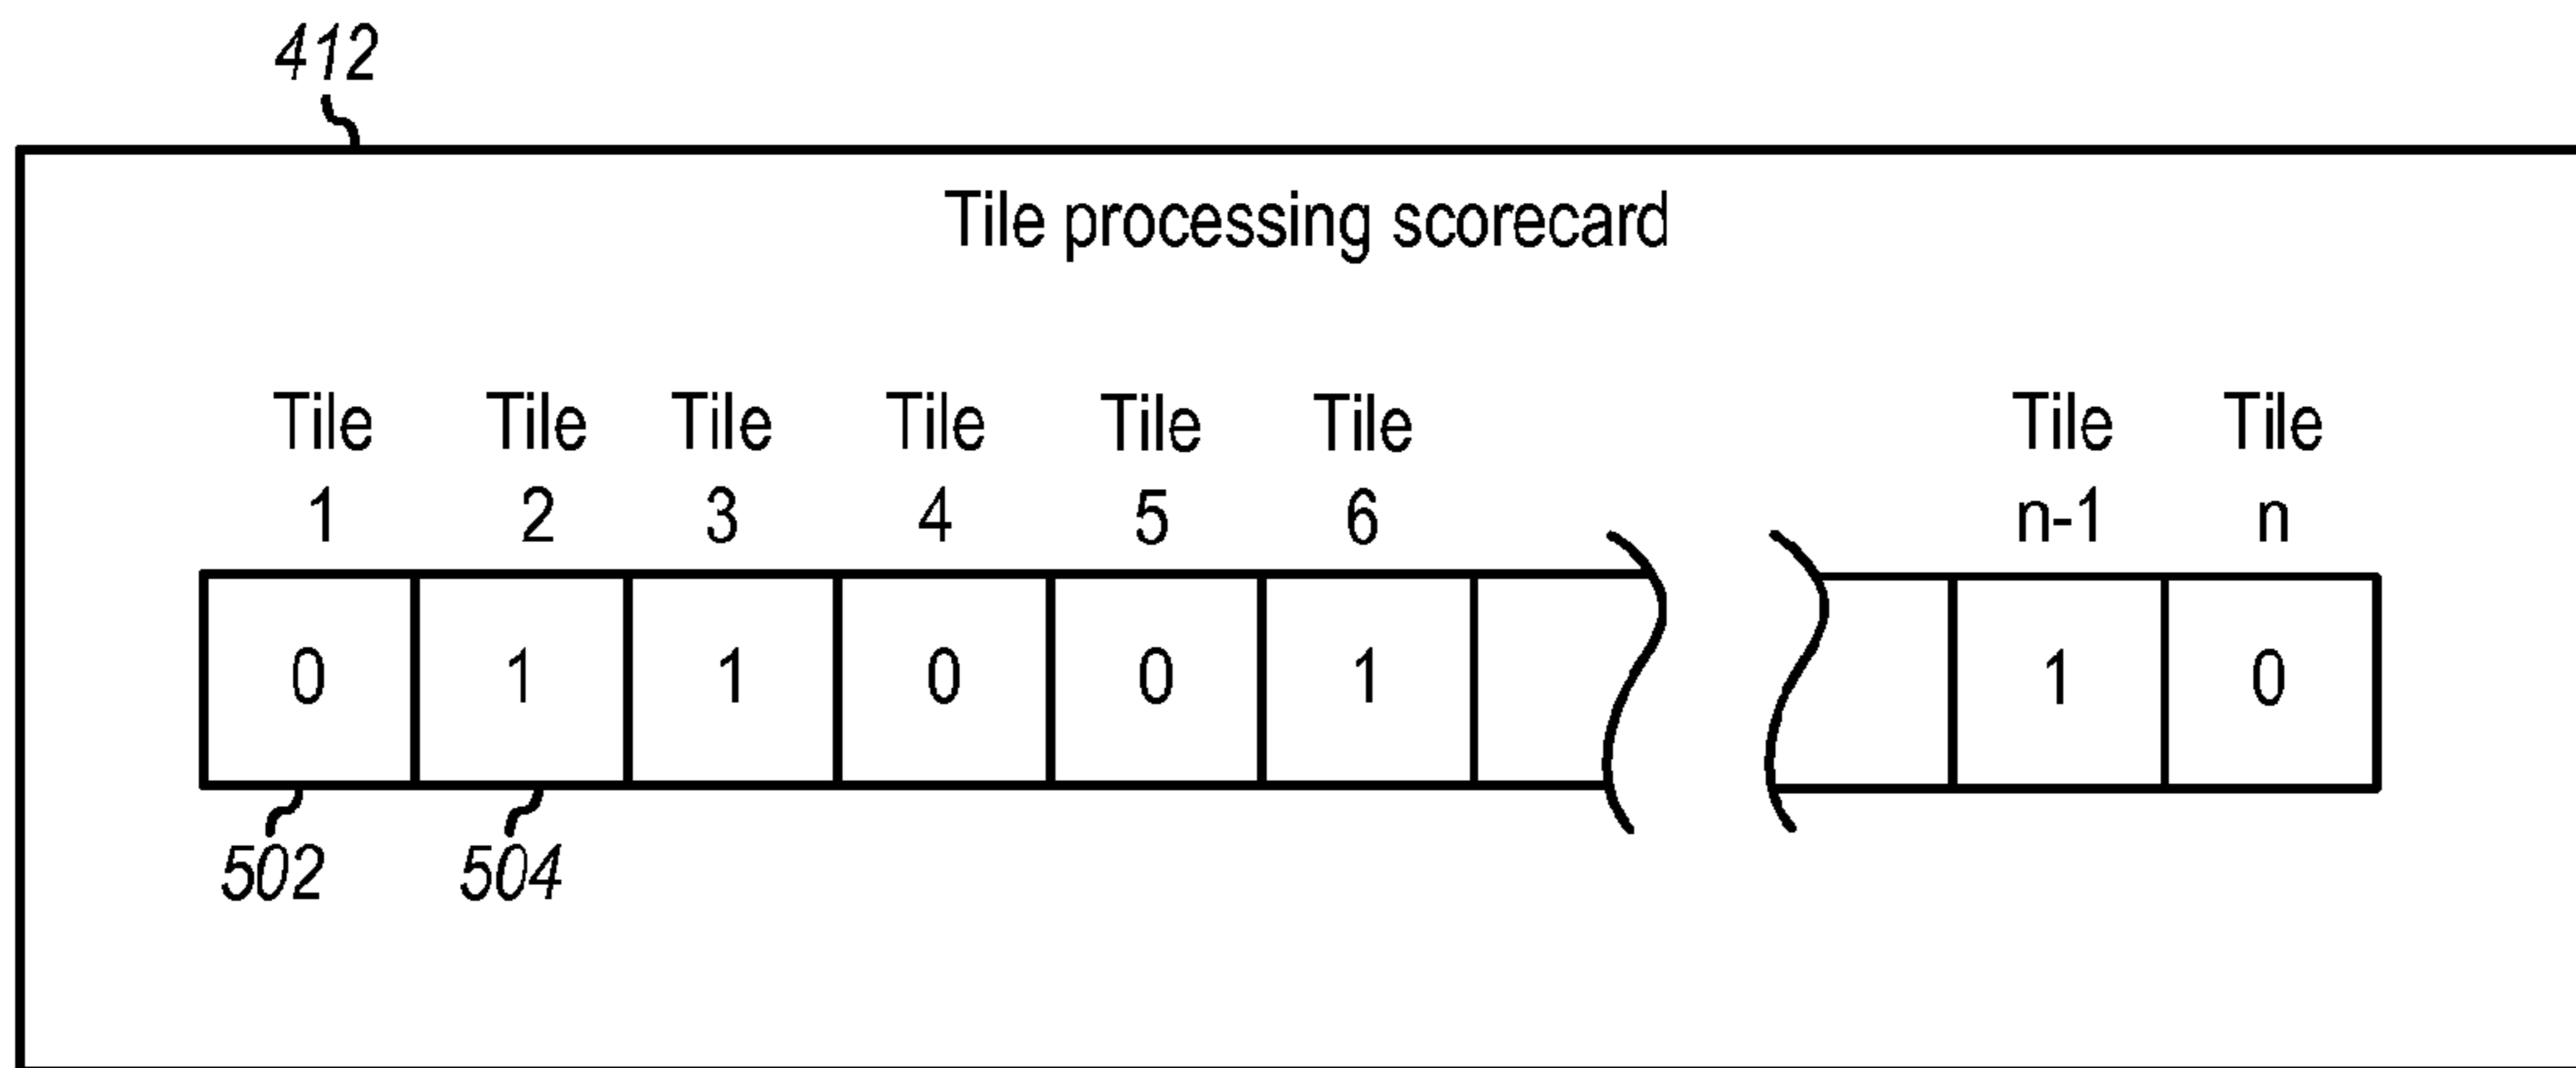 412
Tile processing scorecard
Tile Tile Tile Tile Tile Tile Tile Tile
1 2 3 4 5 6 n-1 n
0 1 1 0 0 1 1 0
502 504